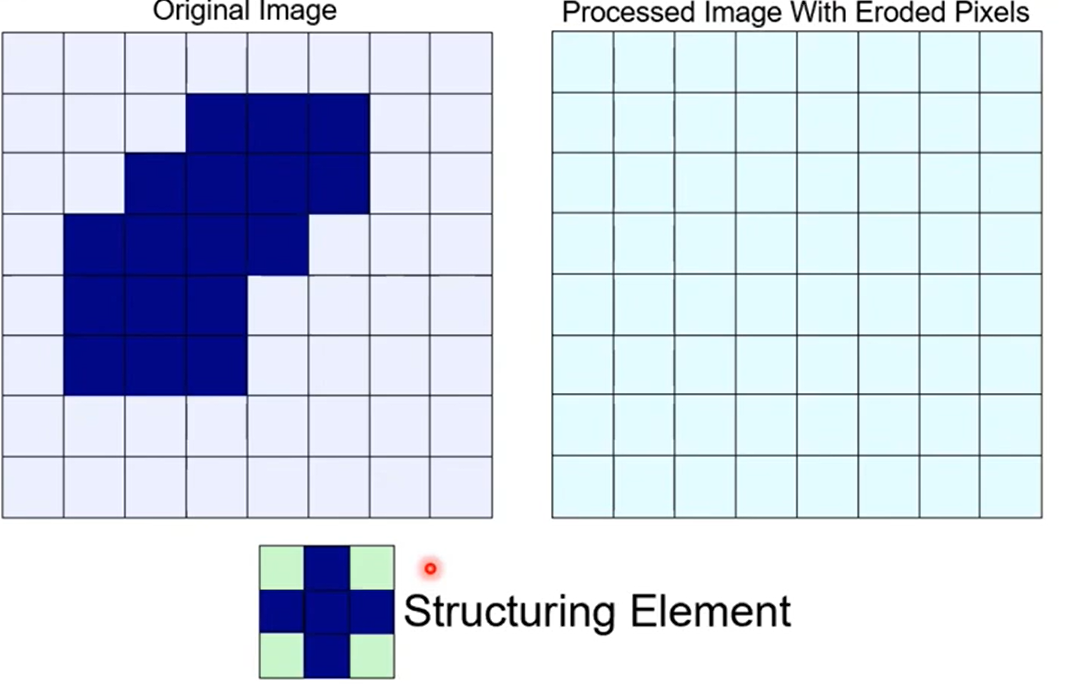 Original Image
Processed Image With Eroded Pixels
Structuring Element